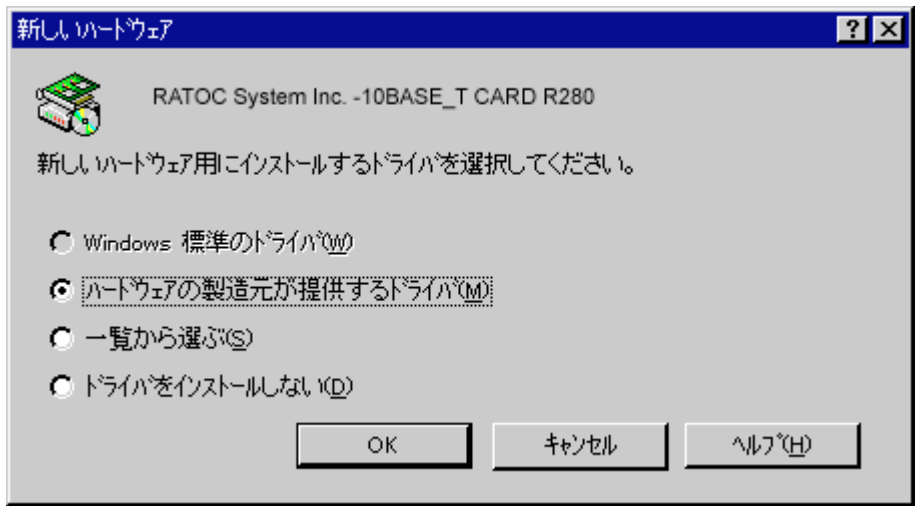 新しいハードウェア
RATOC System Inc. -10BASE_T CARD R280
新しいハードウェア用にインストールするドライバを選択してください。
Windows 標準のドライバ(W)
ハードウェアの製造元が提供するドライバ(M)
一覧から選ぶ(S)
ドライバをインストールしない(D)
OK キャンセル ヘルプ(H)